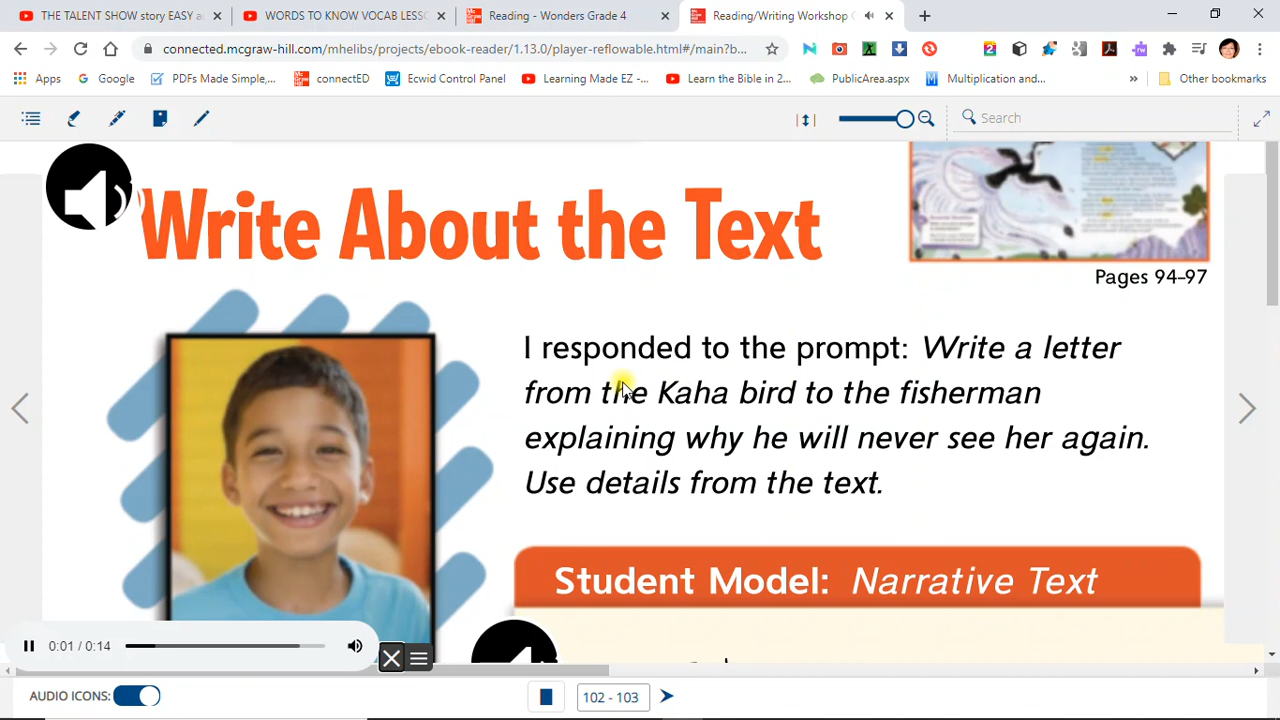 THE TALENT SHOW story EASY a
WORDS TO KNOW VOCAB LESS
Reading - Wonders Grade 4
Reading/Writing Workshop
connected.mcgraw-hill.com/mhelibs/projects/ebook-reader/1.13.0/player-reflowable.html#/main?b...
Apps
Google
PDFs Made Simple,...
connectED
Ecwid Control Panel
Learning Made EZ -...
Learn the Bible in 2...
PublicArea.aspx
Multiplication and...
»
Other bookmarks
Search
Write About the Text
Pages 94–97
I responded to the prompt: Write a letter
from the Kaha bird to the fisherman
explaining why he will never see her again.
Use details from the text.
Student Model: Narrative Text
0:01 / 0:14
AUDIO ICONS:
102 - 103